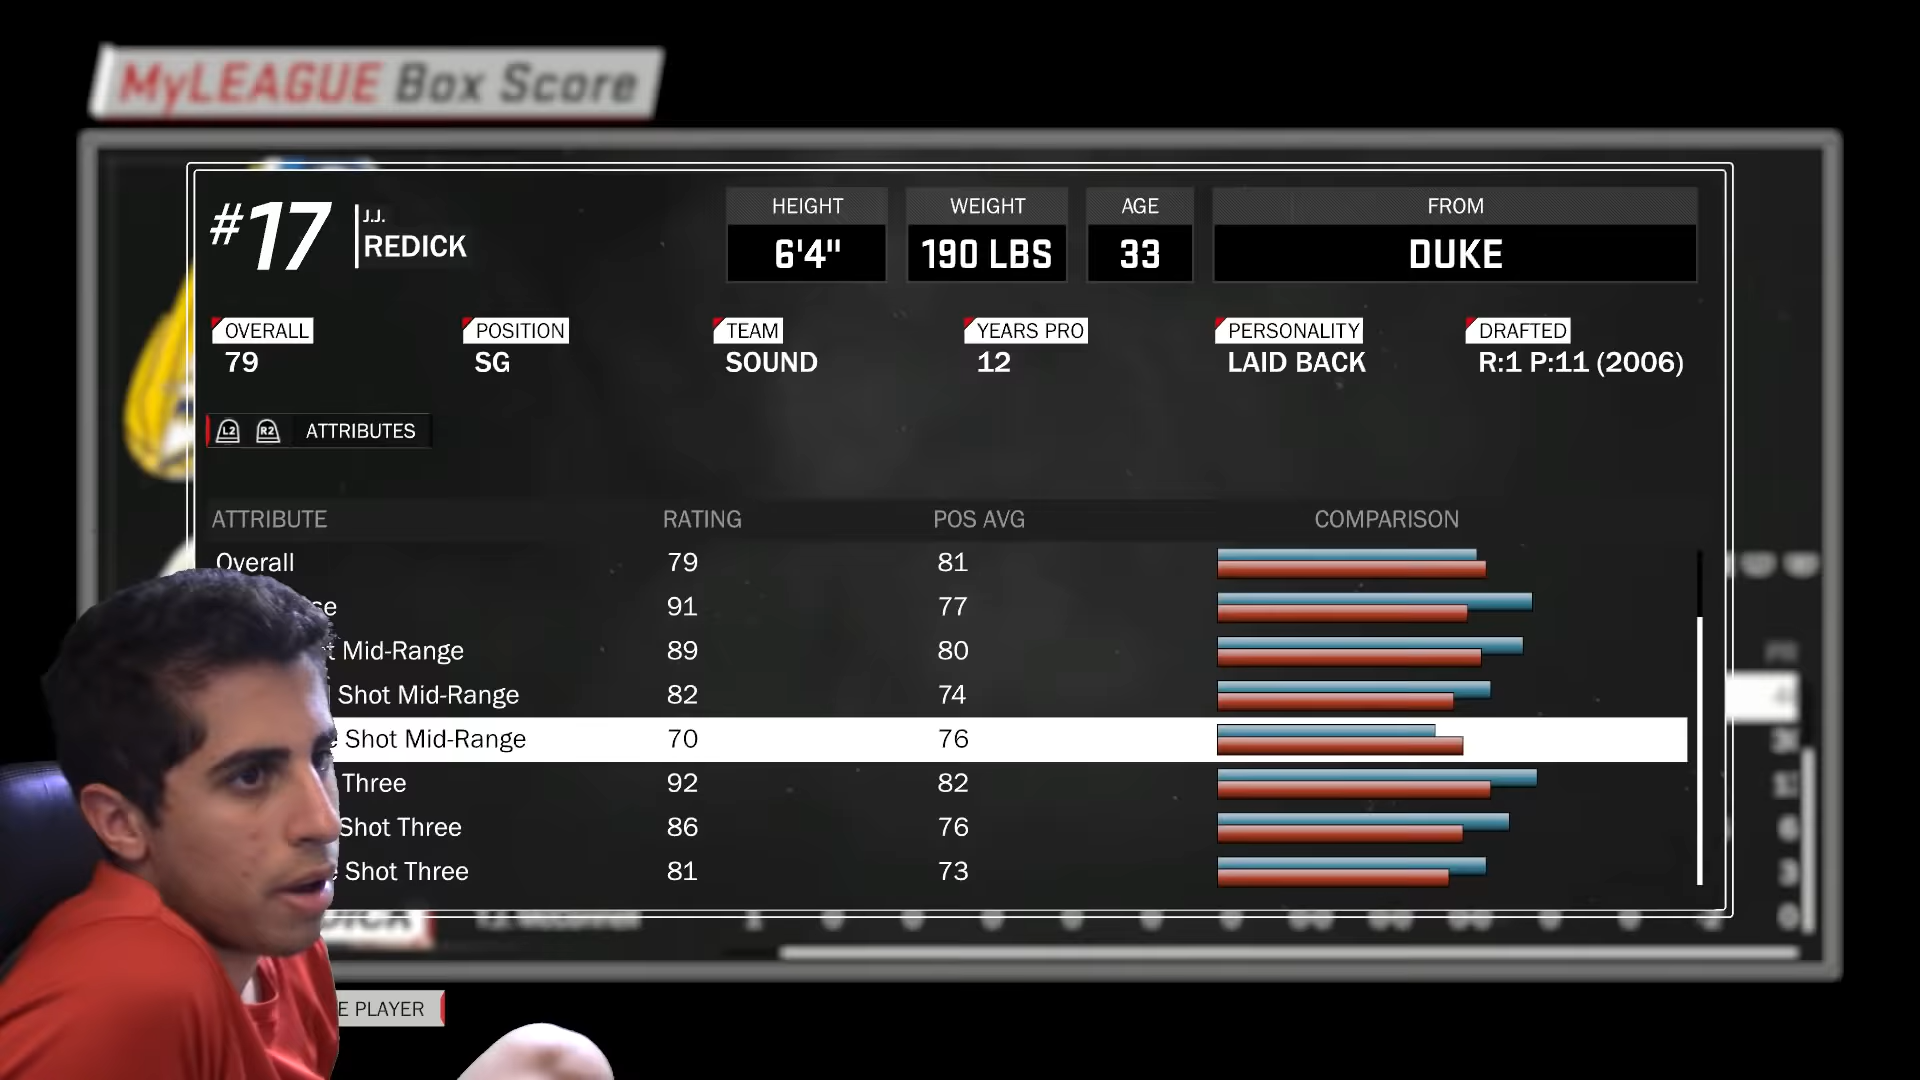 MyLEAGUE Box Score
#17 J.J. REDICK
HEIGHT WEIGHT AGE FROM
6'4" 190 LBS 33 DUKE
OVERALL POSITION TEAM YEARS PRO PERSONALITY DRAFTED
79 SG SOUND 12 LAID BACK R:1 P:11 (2006)
L2 R2 ATTRIBUTES
ATTRIBUTE RATING POS AVG COMPARISON
Overall 79 81
se 91 77
t Mid-Range 89 80
Shot Mid-Range 82 74
e Shot Mid-Range 70 76
Three 92 82
Shot Three 86 76
e Shot Three 81 73
E PLAYER